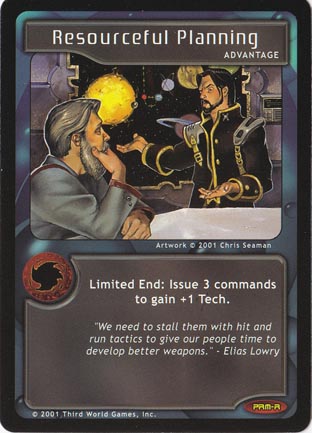 Resourceful Planning
ADVANTAGE
Artwork © 2001 Chris Seaman
Limited End: Issue 3 commands
to gain +1 Tech.
"We need to stall them with hit and
run tactics to give our people time to
develop better weapons." - Elias Lowry
PRM-R
© 2001 Third World Games, Inc.